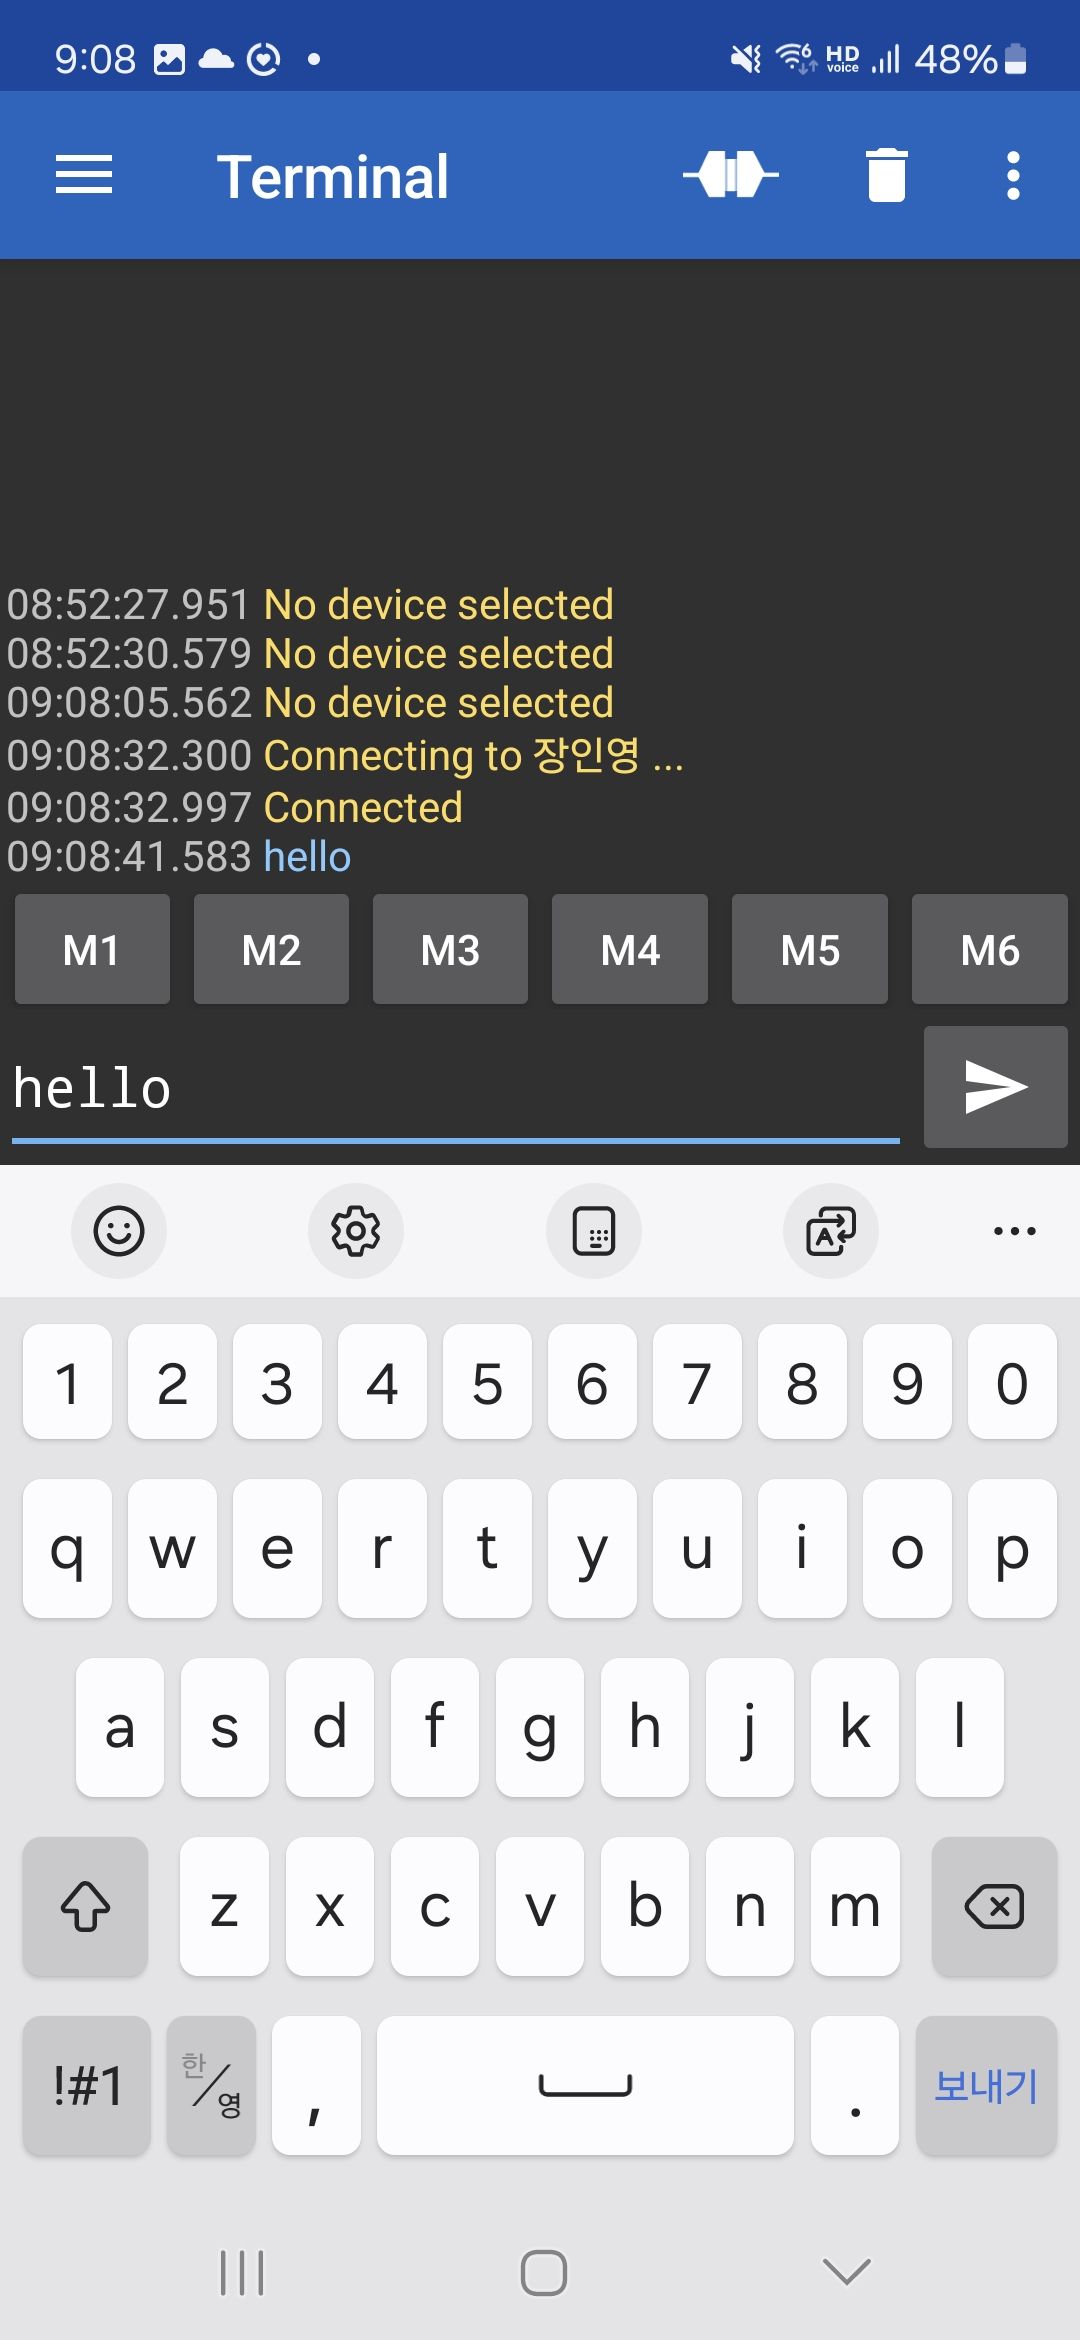 9:08 6 HD voice 48%
Terminal
08:52:27.951 No device selected
08:52:30.579 No device selected
09:08:05.562 No device selected
09:08:32.300 Connecting to 장인영 ...
09:08:32.997 Connected
09:08:41.583 hello
M1 M2 M3 M4 M5 M6
hello
A
1 2 3 4 5 6 7 8 9 0
q w e r t y u i o p
a s d f g h j k l
z x c v b n m
!#1 한/영 , . 보내기